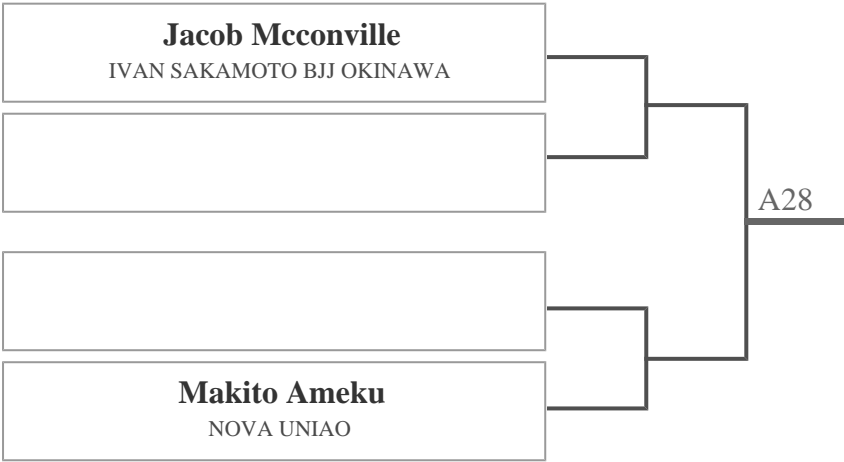 Jacob Mcconville
IVAN SAKAMOTO BJJ OKINAWA
A28
Makito Ameku
NOVA UNIAO